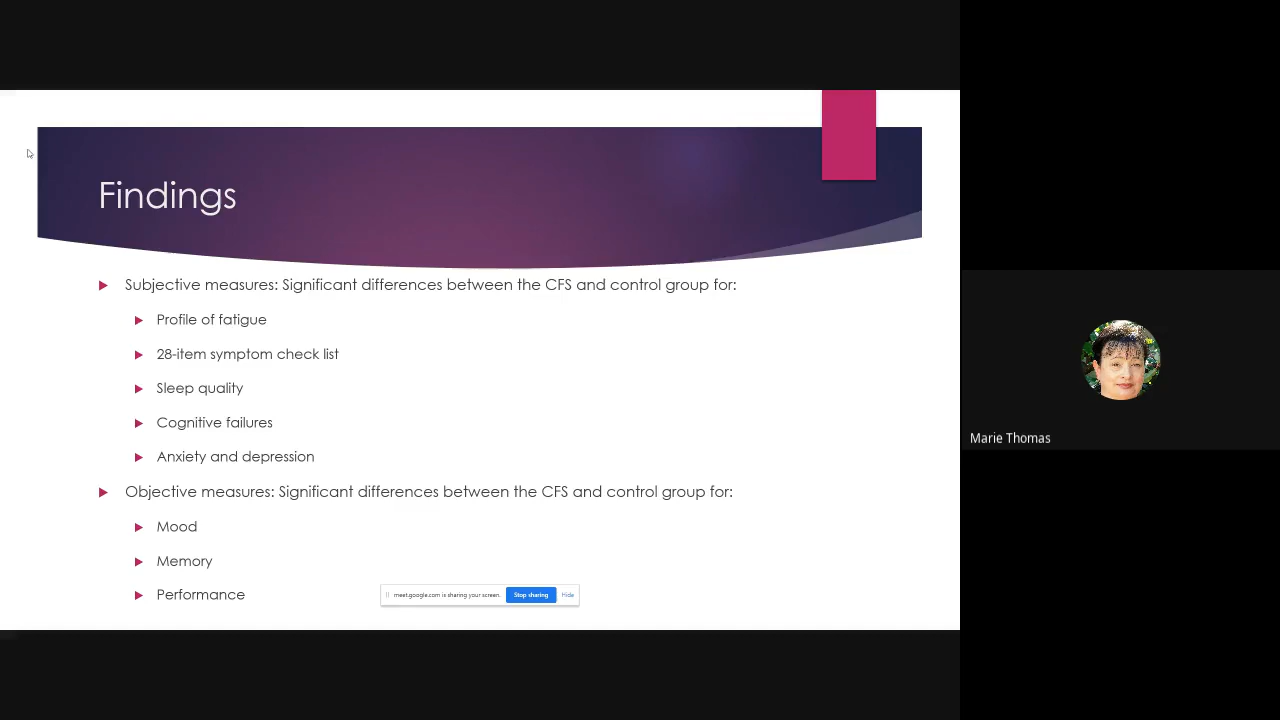 Findings
Subjective measures: Significant differences between the CFS and control group for:
Profile of fatigue
28-item symptom check list
Sleep quality
Cognitive failures
Anxiety and depression
Objective measures: Significant differences between the CFS and control group for:
Mood
Memory
Performance
meet.google.com is sharing your screen. Stop sharing Hide
Marie Thomas